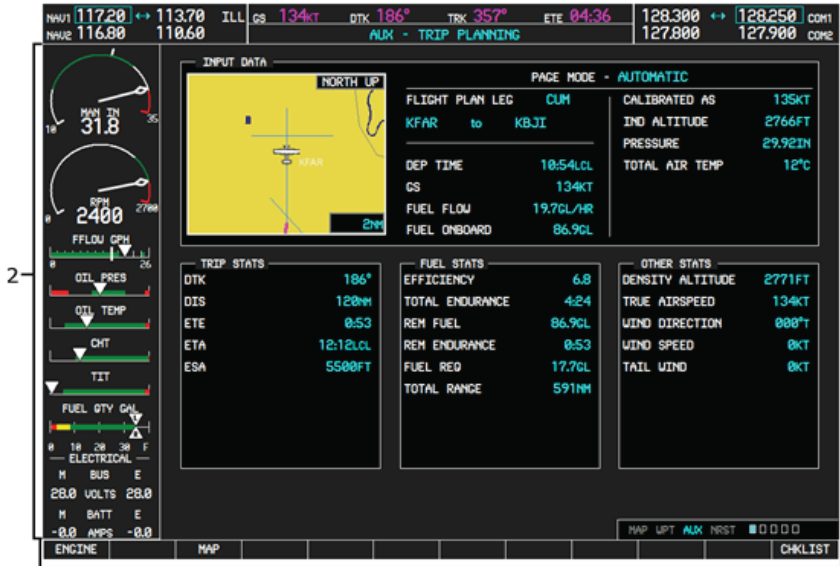 NAV1 117.20 ↔ 113.70 ILL GS 134KT DTK 186° TRK 357° ETE 04:36 128.300 ↔ 128.250 COM1
NAV2 116.80 110.60 AUX - TRIP PLANNING 127.800 127.900 COM2
2
MAN IN
31.8
10 35
RPM
2400
0 2700
FFLOW GPH
0 26
OIL PRES
OIL TEMP
CHT
TIT
FUEL QTY GAL
L
R
0 10 20 30 F
ELECTRICAL
M BUS E
28.0 VOLTS 28.0
M BATT E
-0.0 AMPS -0.0
INPUT DATA
NORTH UP
KFAR
2NM
PAGE MODE - AUTOMATIC
FLIGHT PLAN LEG CUM
KFAR to KBJI
DEP TIME 10:54LCL
GS 134KT
FUEL FLOW 19.7GL/HR
FUEL ONBOARD 86.9GL
CALIBRATED AS 135KT
IND ALTITUDE 2766FT
PRESSURE 29.92IN
TOTAL AIR TEMP 12°C
TRIP STATS
DTK 186°
DIS 120NM
ETE 0:53
ETA 12:12LCL
ESA 5500FT
FUEL STATS
EFFICIENCY 6.8
TOTAL ENDURANCE 4:24
REM FUEL 86.9GL
REM ENDURANCE 0:53
FUEL REQ 17.7GL
TOTAL RANGE 591NM
OTHER STATS
DENSITY ALTITUDE 2771FT
TRUE AIRSPEED 134KT
WIND DIRECTION 000°T
WIND SPEED 0KT
TAIL WIND 0KT
MAP WPT AUX NRST
ENGINE MAP CHKLIST